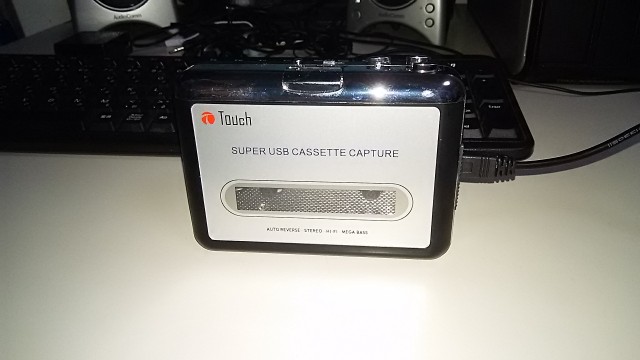 Touch
SUPER USB CASSETTE CAPTURE
AUTO REVERSE STEREO HI FI MEGA BASS